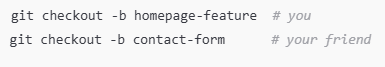 git checkout -b homepage-feature  # you
git checkout -b contact-form      # your friend